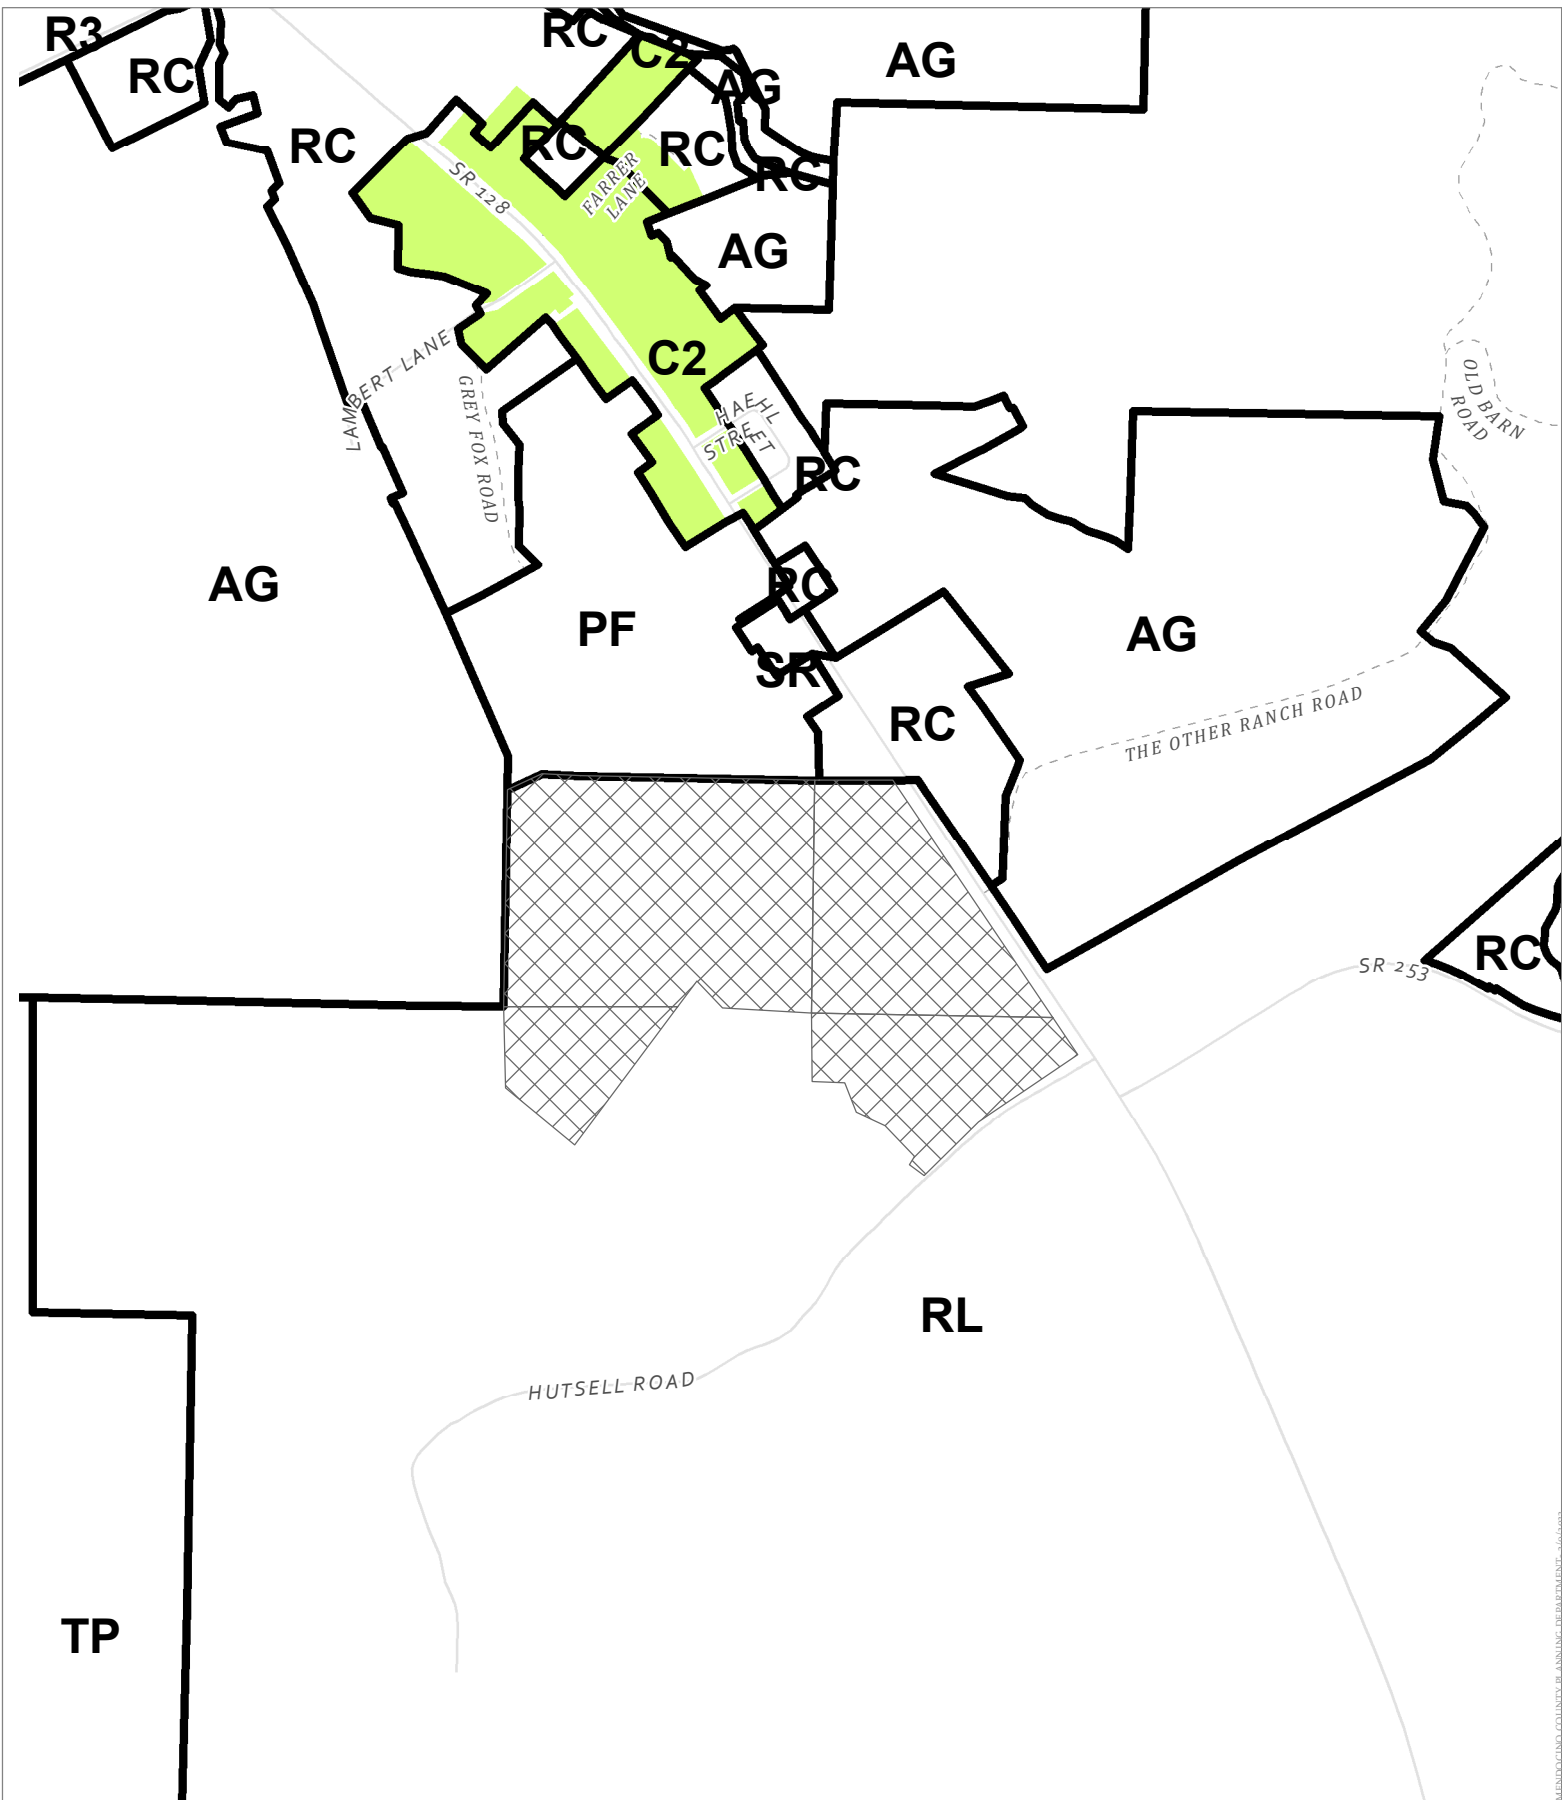 R3
RC
RC
C2
AG
AG
RC
RC
RC
RC
SR 128
FARRER
LANE
AG
C2
LAMBERT LANE
GREY FOX ROAD
HAEHL
STREET
OLD BARN
ROAD
RC
AG
RC
PF
AG
SR
RC
THE OTHER RANCH ROAD
RC
SR 253
RL
HUTSELL ROAD
TP